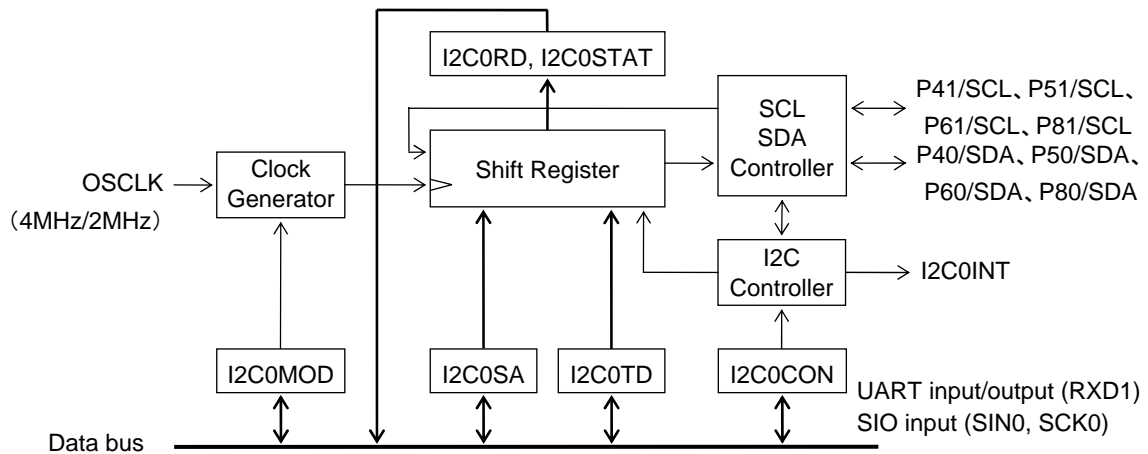 I2C0RD, I2C0STAT
P41/SCL、P51/SCL、
P61/SCL、P81/SCL
P40/SDA、P50/SDA、
P60/SDA、P80/SDA
SCL
SDA
Controller
Shift Register
Clock
Generator
OSCLK
（4MHz/2MHz）
I2C
Controller
I2C0INT
I2C0MOD
I2C0SA
I2C0TD
I2C0CON
UART input/output (RXD1)
SIO input (SIN0, SCK0)
Data bus